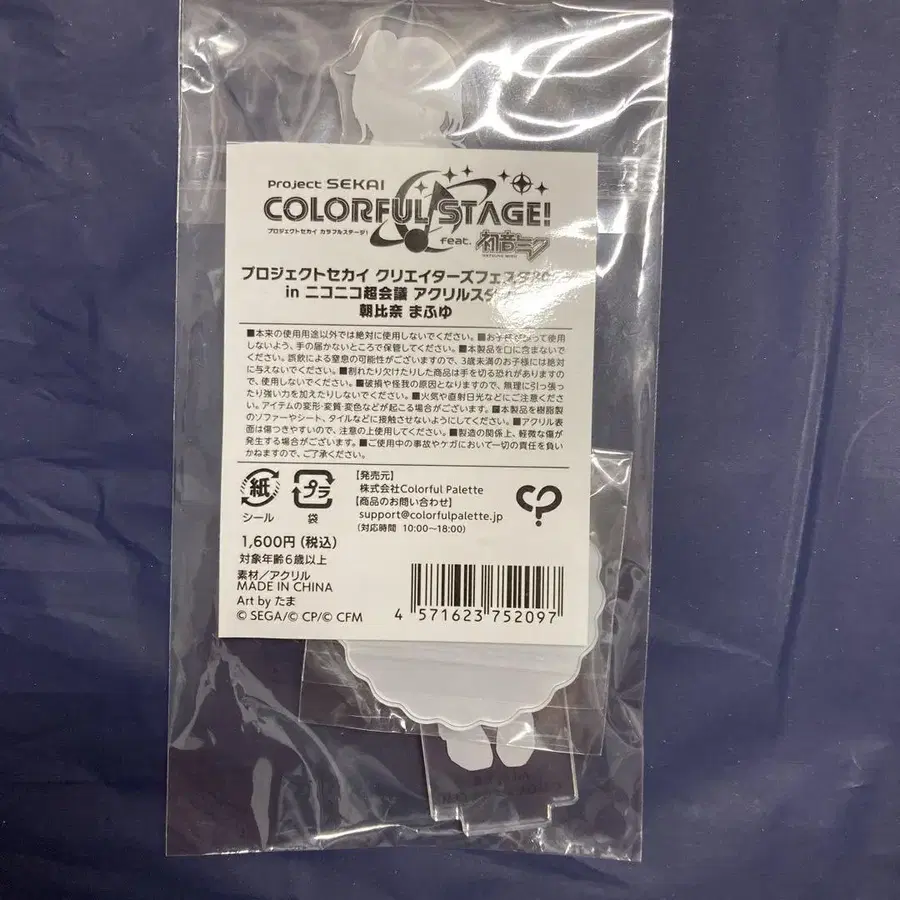 Project SEKAI
COLORFUL STAGE!
プロジェクトセカイ カラフルステージ!
feat. 初音ミク
HATSUNE MIKU
プロジェクトセカイ クリエイターズフェスタ
in ニコニコ超会議 アクリルスタ
朝比奈 まふゆ
■本来の使用用途以外では絶対に使用しないでください。■お子様が誤って使用
しないよう、手の届かないところで保管してください。■本製品を口に含まないで
ください。誤飲による窒息の可能性がございますので、3歳未満のお子様には絶対
に与えないでください。■割れたり欠けたりした商品は手を切る恐れがありますの
で、使用しないでください。■破損や怪我の原因となりますので、無理に引っ張っ
たり強い力を加えたりしないでください。■火気や直射日光などにご注意くださ
い。アイテムの変形・変質・変色などが起こる場合がございます。■本製品を樹脂製
のソファーやシート、タイルなどに接触させないようにしてください。■アクリル表
面は傷つきやすいので、注意の上使用してください。■製造の関係上、軽微な傷が
発生する場合がございます。■ご使用中の事故やケガにおいて一切の責任を負い
かねますので、ご了承ください。
紙
シール
プラ
袋
【発売元】
株式会社Colorful Palette
【商品のお問い合わせ】
support@colorfulpalette.jp
(対応時間 10:00~18:00)
1,600円(税込)
対象年齢6歳以上
素材/アクリル
MADE IN CHINA
Art by たま
© SEGA/© CP/© CFM
4 571623 752097